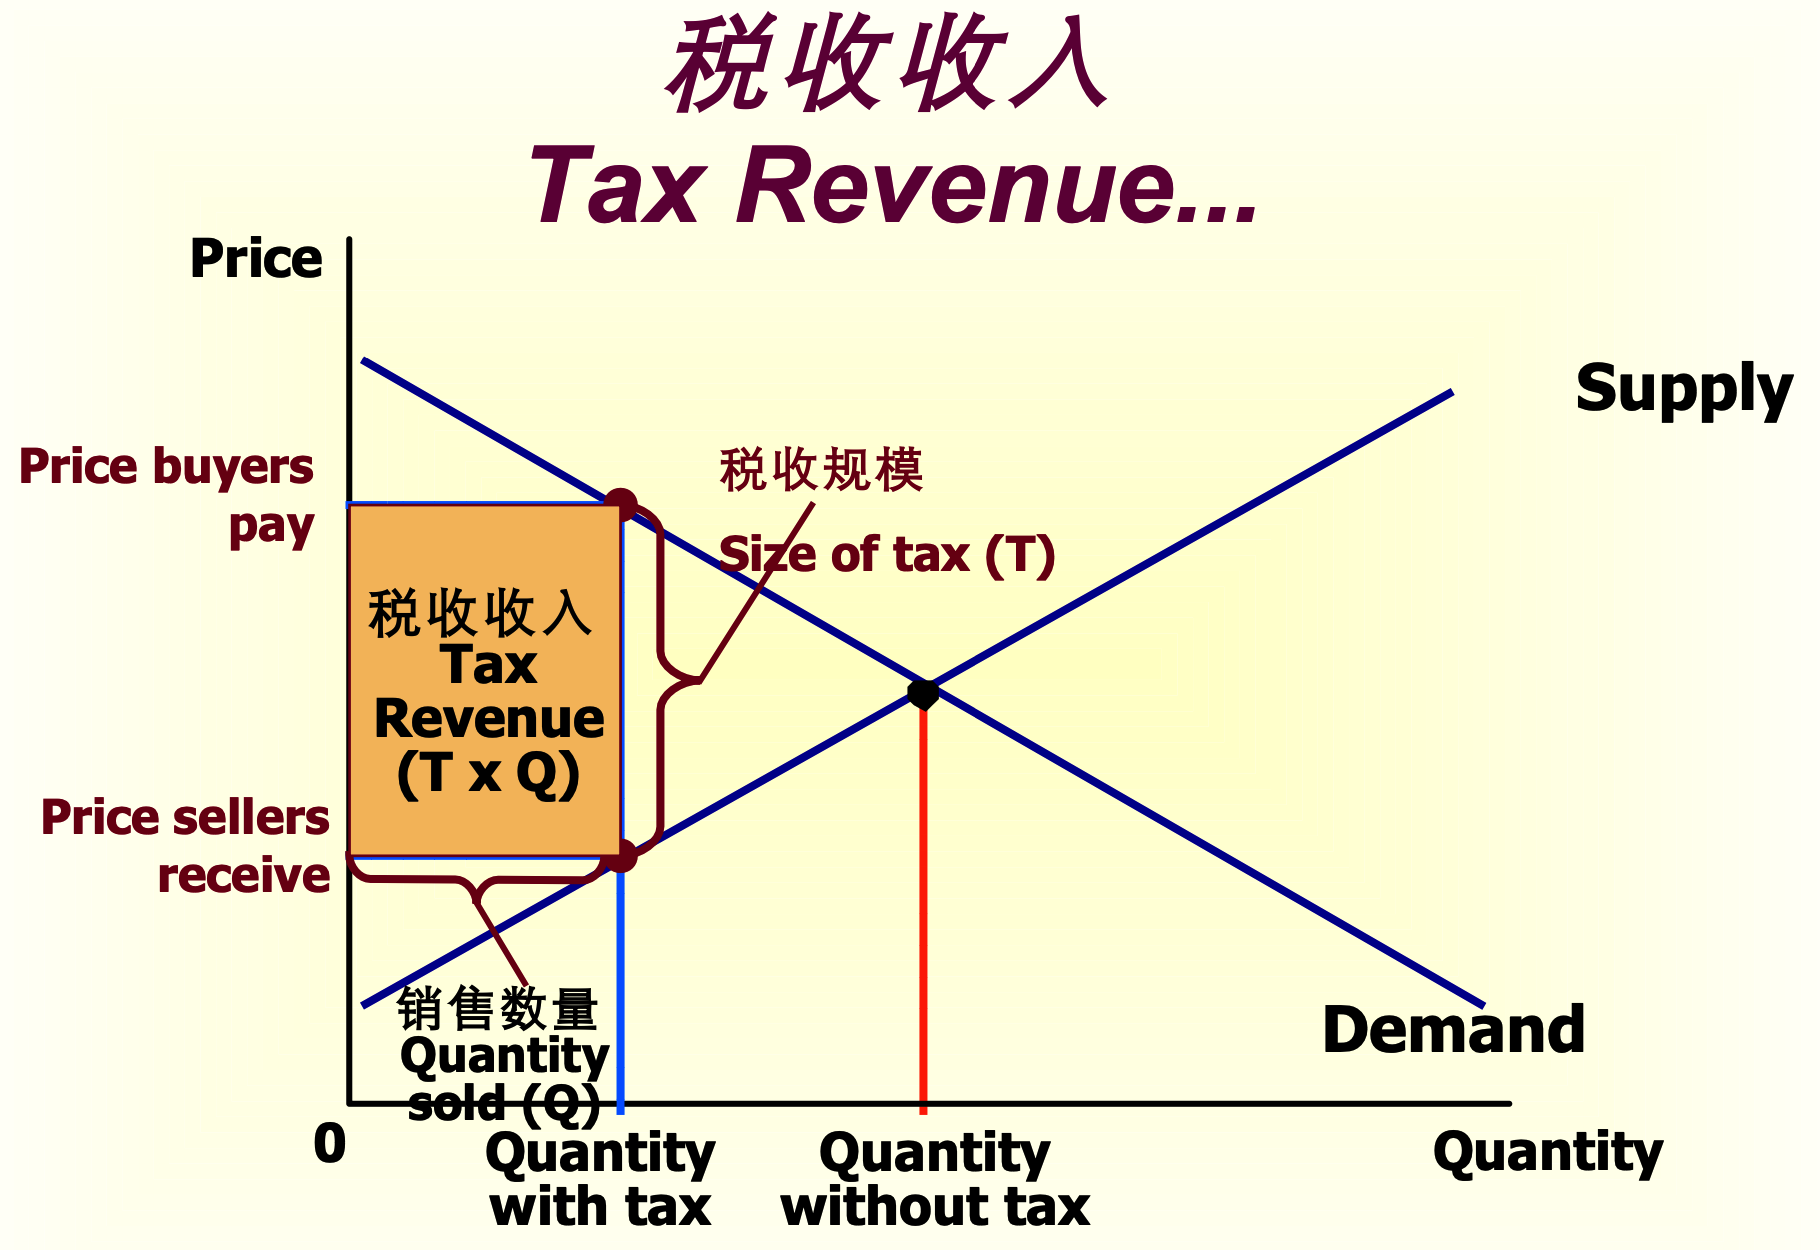 税收收入
Tax Revenue...
Price
Supply
Price buyers
pay
税收规模
Size of tax (T)
税收收入
Tax
Revenue
(T x Q)
Price sellers
receive
销售数量
Quantity
sold (Q)
Demand
0
Quantity
with tax
Quantity
without tax
Quantity